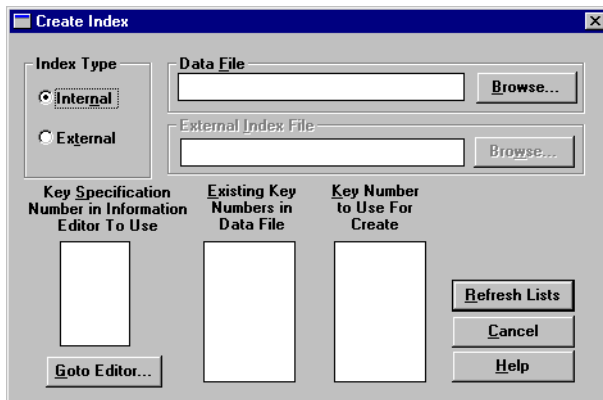 Create Index
Index Type
Internal
External
Data File
Browse...
External Index File
Browse...
Key Specification
Number in Information
Editor To Use
Existing Key
Numbers in
Data File
Key Number
to Use For
Create
Goto Editor...
Refresh Lists
Cancel
Help